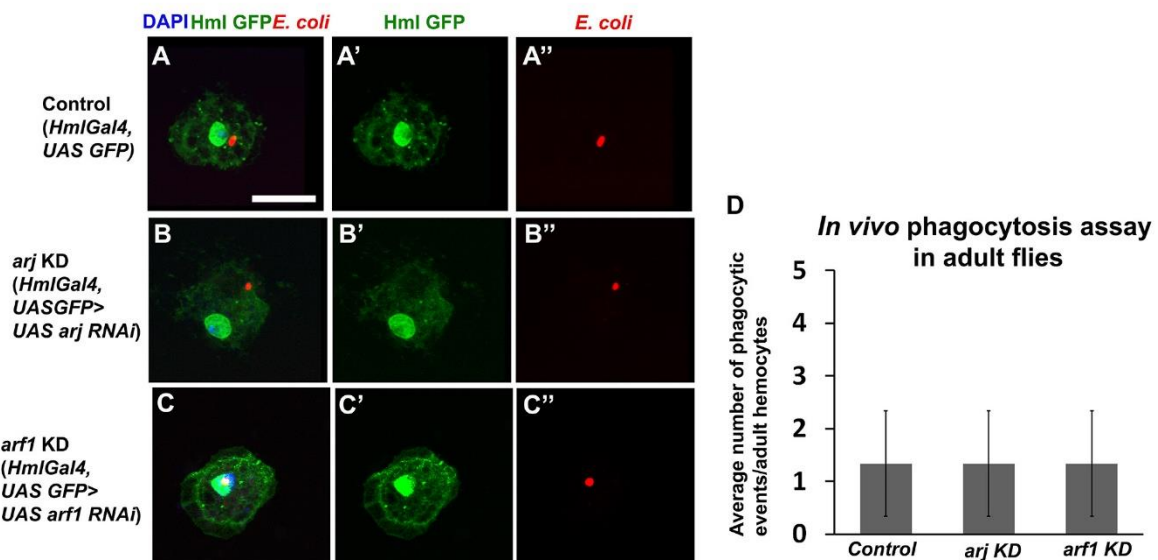 DAPI Hml GFP E. coli Hml GFP E. coli
A A’ A’’
Control
(HmlGal4,
UAS GFP)
B B’ B’’
arj KD
(HmlGal4,
UASGFP>
UAS arj RNAi)
C C’ C’’
arf1 KD
(HmlGal4,
UAS GFP>
UAS arf1 RNAi)
D
In vivo phagocytosis assay
in adult flies
Average number of phagocytic
events/adult hemocytes
5
4
3
2
1
0
Control arj KD arf1 KD